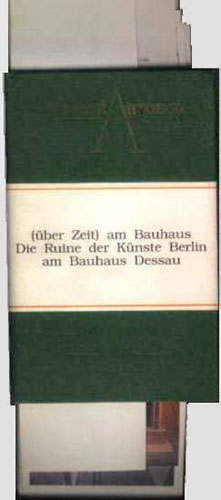 (über Zeit) am Bauhaus
Die Ruine der Künste Berlin
am Bauhaus Dessau